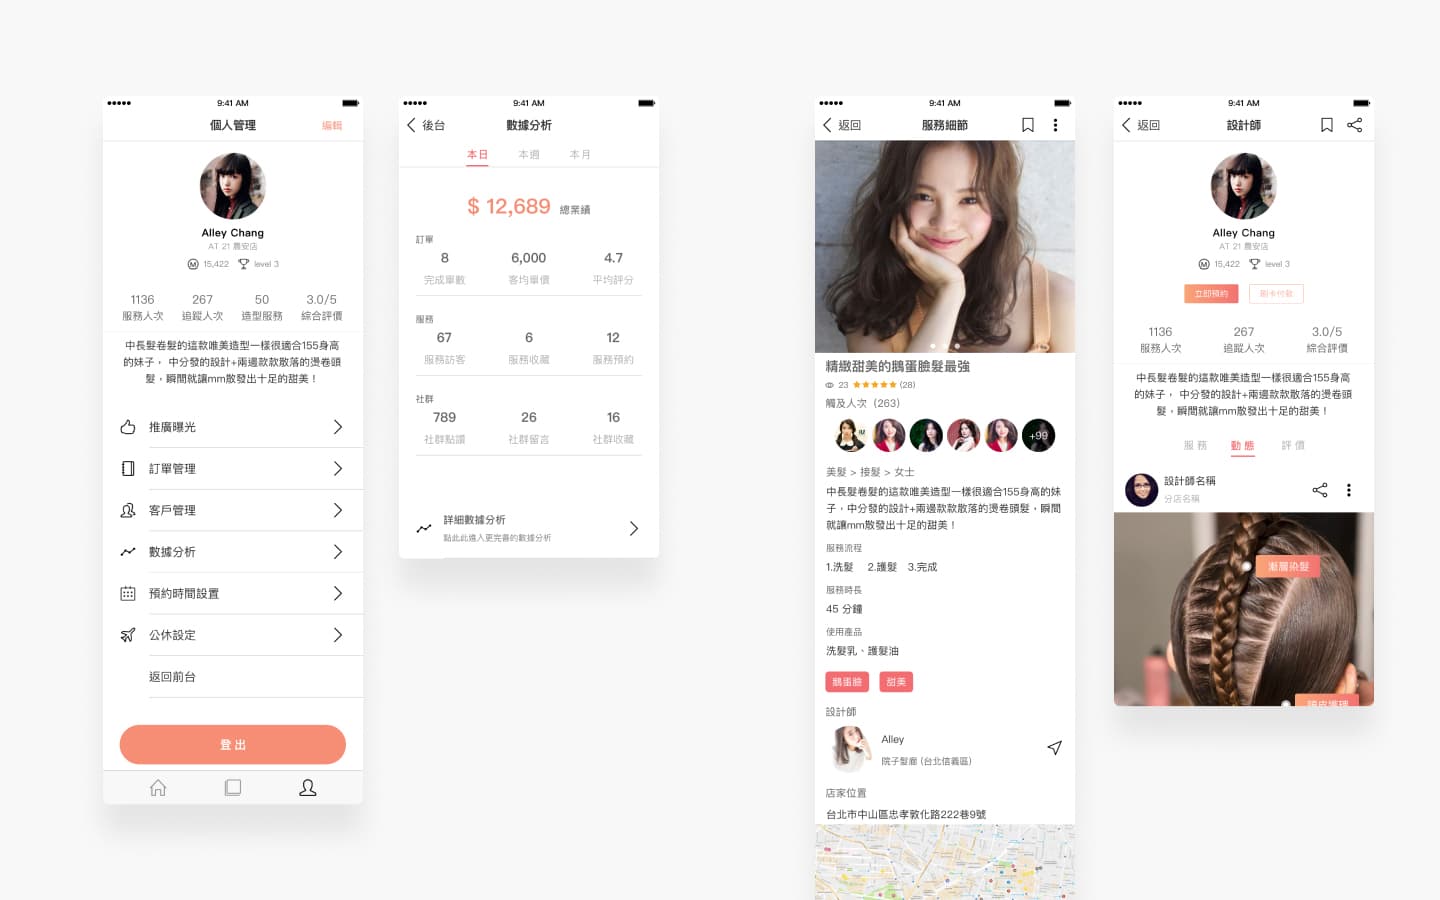 9:41 AM
個人管理
編輯
Alley Chang
AT 21 農安店
15,422 level 3
1136 267 50 3.0/5
服務人次 追蹤人次 造型服務 綜合評價
中長髮卷髮的這款唯美造型一樣很適合155身高
的妹子， 中分發的設計+兩邊款款散落的燙卷頭
髮，瞬間就讓mm散發出十足的甜美！
推廣曝光
訂單管理
客戶管理
數據分析
預約時間設置
公休設定
返回前台
登出
9:41 AM
後台 數據分析
本日 本週 本月
$ 12,689 總業績
訂單
8 6,000 4.7
完成單數 客均單價 平均評分
服務
67 6 12
服務訪客 服務收藏 服務預約
社群
789 26 16
社群點讚 社群留言 社群收藏
詳細數據分析
點此此進入更完善的數據分析
9:41 AM
返回 服務細節
精緻甜美的鵝蛋臉髮最強
23 (28)
觸及人次（263）
+99
美髮 > 接髮 > 女士
中長髮卷髮的這款唯美造型一樣很適合155身高的妹
子，中分發的設計+兩邊款款散落的燙卷頭髮，瞬間
就讓mm散發出十足的甜美！
服務流程
1.洗髮 2.護髮 3.完成
服務時長
45 分鐘
使用產品
洗髮乳、護髮油
鵝蛋臉 甜美
設計師
Alley
院子髮廊 (台北信義區)
店家位置
台北市中山區忠孝敦化路222巷9號
9:41 AM
返回 設計師
Alley Chang
AT 21 農安店
15,422 level 3
立即預約 刷卡付款
1136 267 3.0/5
服務人次 追蹤人次 綜合評價
中長髮卷髮的這款唯美造型一樣很適合155身高
的妹子， 中分發的設計+兩邊款款散落的燙卷頭
髮，瞬間就讓mm散發出十足的甜美！
服務 動態 評價
設計師名稱
分店名稱
漸層染髮
頭皮護理